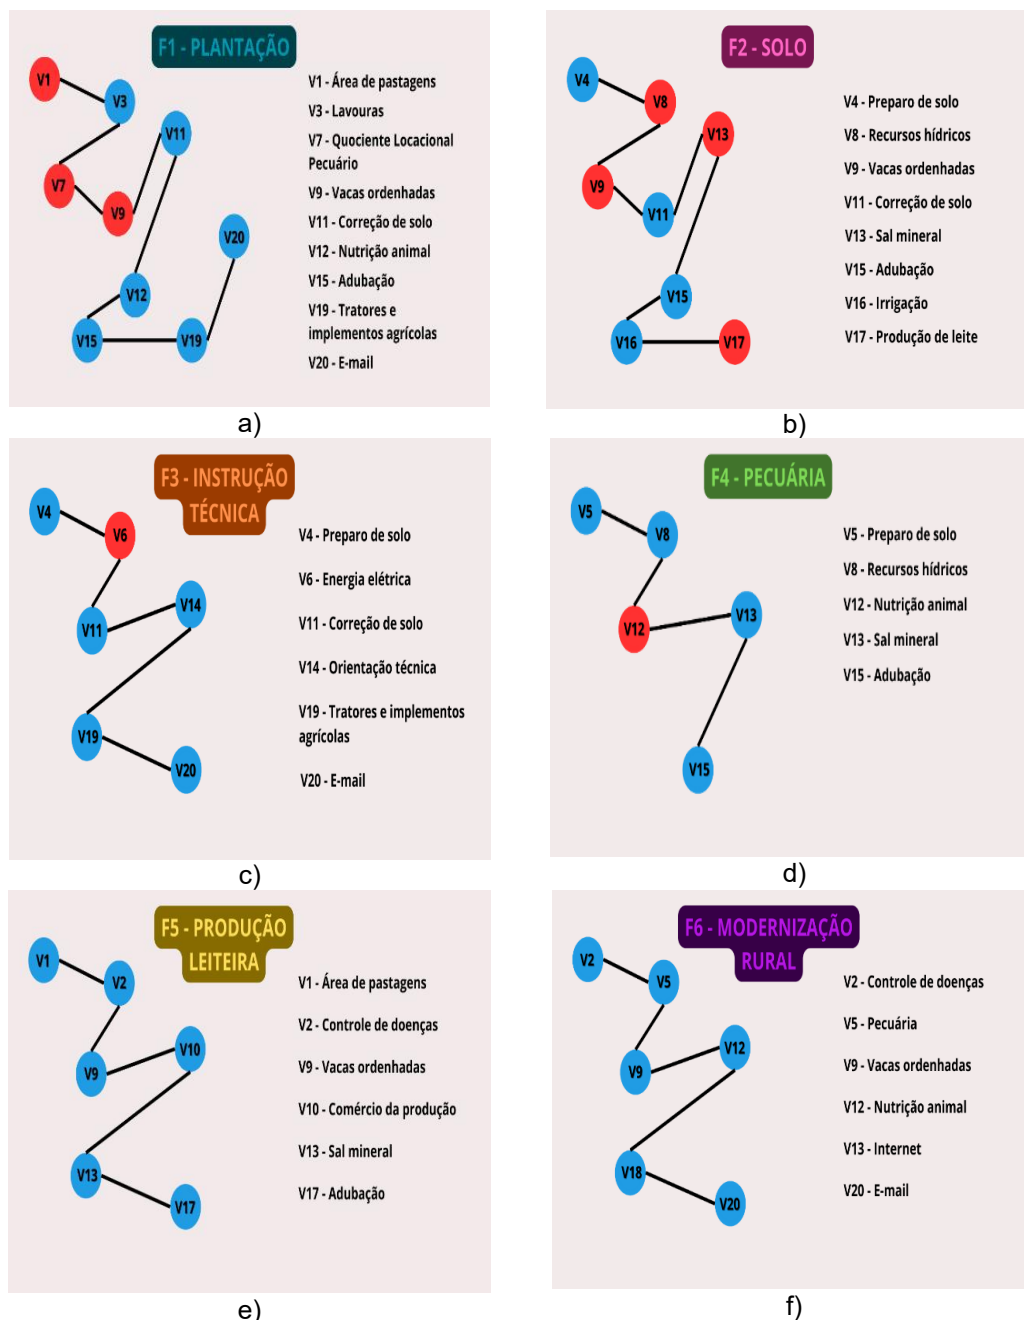 F1 - PLANTAÇÃO
V1
V3
V11
V7
V9
V20
V12
V15
V19
V1 - Área de pastagens
V3 - Lavouras
V7 - Quociente Locacional
Pecuário
V9 - Vacas ordenhadas
V11 - Correção de solo
V12 - Nutrição animal
V15 - Adubação
V19 - Tratores e
implementos agrícolas
V20 - E-mail
a)
F2 - SOLO
V4
V8
V13
V9
V11
V15
V16
V17
V4 - Preparo de solo
V8 - Recursos hídricos
V9 - Vacas ordenhadas
V11 - Correção de solo
V13 - Sal mineral
V15 - Adubação
V16 - Irrigação
V17 - Produção de leite
b)
F3 - INSTRUÇÃO
TÉCNICA
V4
V6
V14
V11
V19
V20
V4 - Preparo de solo
V6 - Energia elétrica
V11 - Correção de solo
V14 - Orientação técnica
V19 - Tratores e implementos
agrícolas
V20 - E-mail
c)
F4 - PECUÁRIA
V5
V8
V12
V13
V15
V5 - Preparo de solo
V8 - Recursos hídricos
V12 - Nutrição animal
V13 - Sal mineral
V15 - Adubação
d)
F5 - PRODUÇÃO
LEITEIRA
V1
V2
V10
V9
V13
V17
V1 - Área de pastagens
V2 - Controle de doenças
V9 - Vacas ordenhadas
V10 - Comércio da produção
V13 - Sal mineral
V17 - Adubação
e)
F6 - MODERNIZAÇÃO
RURAL
V2
V5
V12
V9
V18
V20
V2 - Controle de doenças
V5 - Pecuária
V9 - Vacas ordenhadas
V12 - Nutrição animal
V13 - Internet
V20 - E-mail
f)